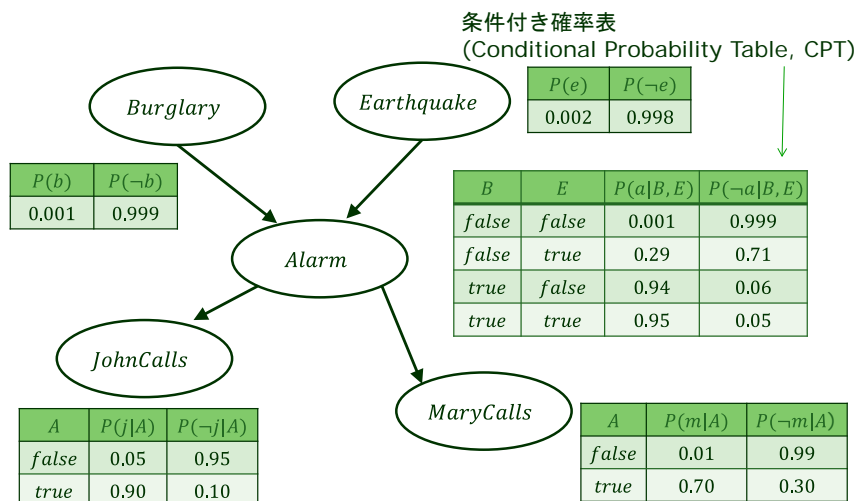 条件付き確率表
(Conditional Probability Table, CPT)
Burglary
Earthquake
P(e) P(¬e)
0.002 0.998
P(b) P(¬b)
0.001 0.999
B E P(a|B,E) P(¬a|B,E)
false false 0.001 0.999
false true 0.29 0.71
true false 0.94 0.06
true true 0.95 0.05
Alarm
JohnCalls
MaryCalls
A P(j|A) P(¬j|A)
false 0.05 0.95
true 0.90 0.10
A P(m|A) P(¬m|A)
false 0.01 0.99
true 0.70 0.30